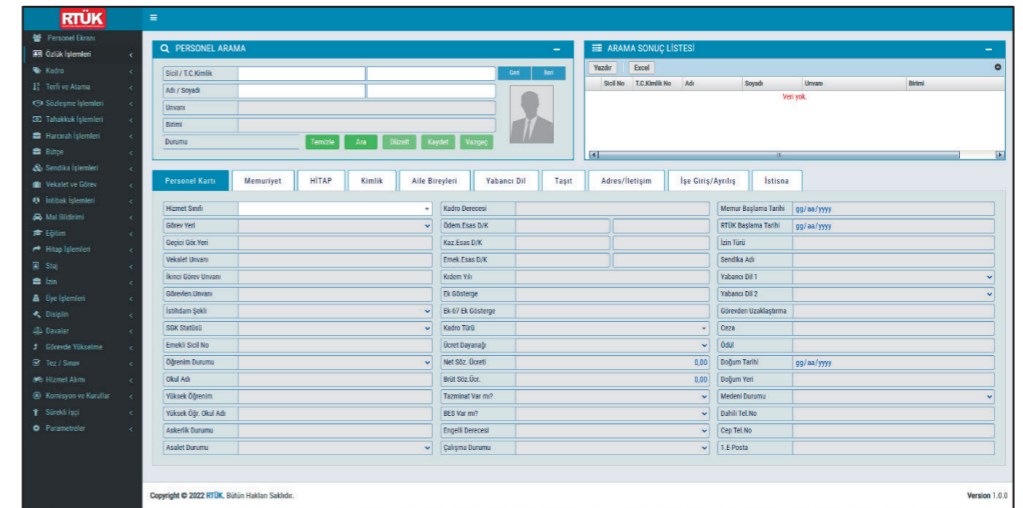 RTÜK
Personel Ekranı
Özlük İşlemleri
Kadro
Terfi ve Atama
Sözleşme İşlemleri
Tahakkuk İşlemleri
Harcırah İşlemleri
Bütçe
Sendika İşlemleri
Vekalet ve Görev
İntibak İşlemleri
Mal Bildirimi
Eğitim
Hitap İşlemleri
Staj
İzin
Üye İşlemleri
Disiplin
Davalar
Görevde Yükselme
Tez / Sınav
Hizmet Alımı
Komisyon ve Kurullar
Sürekli İşçi
Parametreler
PERSONEL ARAMA
Sicil / T.C.Kimlik
Geri İleri
Adı / Soyadı
Unvanı
Birimi
Durumu
Temizle Ara Düzelt Kaydet Vazgeç
ARAMA SONUÇ LİSTESİ
Yazdır Excel
Sicil No T.C.Kimlik No Adı Soyadı Unvanı Birimi
Veri yok.
Personel Kartı Memuriyet HİTAP Kimlik Aile Bireyleri Yabancı Dil Taşıt Adres/İletişim İşe Giriş/Ayrılış İstisna
Hizmet Sınıfı Kadro Derecesi Memur Başlama Tarihi gg/aa/yyyy
Görev Yeri Ödem.Esas D/K RTÜK Başlama Tarihi gg/aa/yyyy
Geçici Gör.Yeri Kaz.Esas D/K İzin Türü
Vekalet Unvanı Emek.Esas D/K Sendika Adı
İkinci Görev Unvanı Kıdem Yılı Yabancı Dil 1
Görevlen.Unvanı Ek Gösterge Yabancı Dil 2
İstihdam Şekli Ek-67 Ek Gösterge Görevden Uzaklaştırma
SGK Statüsü Kadro Türü Ceza
Emekli Sicil No Ücret Dayanağı Ödül
Öğrenim Durumu Net Söz. Ücreti 0,00 Doğum Tarihi gg/aa/yyyy
Okul Adı Brüt Söz.Ücr. 0,00 Doğum Yeri
Yüksek Öğrenim Tazminat Var mı? Medeni Durumu
Yüksek Öğr. Okul Adı BES Var mı? Dahili Tel.No
Askerlik Durumu Engelli Derecesi Cep Tel.No
Asalet Durumu Çalışma Durumu 1.E-Posta
Copyright © 2022 RTÜK. Bütün Hakları Saklıdır.
Version 1.0.0